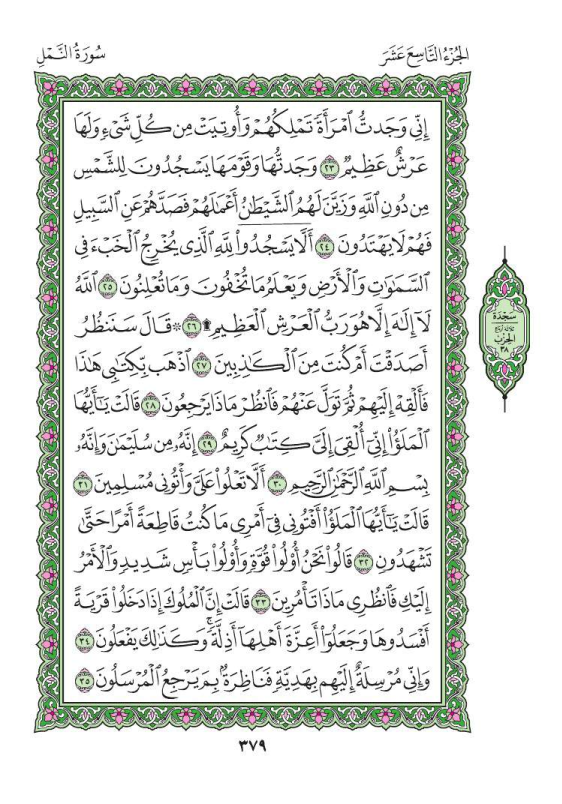 الجُزْءُ التَّاسِعَ عَشَرَ
سُورَةُ النَّمْلِ
إِنِّي وَجَدتُّ ٱمْرَأَةً تَمْلِكُهُمْ وَأُوتِيَتْ مِن كُلِّ شَيْءٍ وَلَهَا
عَرْشٌ عَظِيمٌ ٢٣ وَجَدتُّهَا وَقَوْمَهَا يَسْجُدُونَ لِلشَّمْسِ
مِن دُونِ ٱللَّهِ وَزَيَّنَ لَهُمُ ٱلشَّيْطَٰنُ أَعْمَٰلَهُمْ فَصَدَّهُمْ عَنِ ٱلسَّبِيلِ
فَهُمْ لَا يَهْتَدُونَ ٢٤ أَلَّا يَسْجُدُوا۟ لِلَّهِ ٱلَّذِي يُخْرِجُ ٱلْخَبْءَ فِي
ٱلسَّمَٰوَٰتِ وَٱلْأَرْضِ وَيَعْلَمُ مَا تُخْفُونَ وَمَا تُعْلِنُونَ ٢٥ ٱللَّهُ
لَآ إِلَٰهَ إِلَّا هُوَ رَبُّ ٱلْعَرْشِ ٱلْعَظِيمِ ۩ ٢٦ ۞ قَالَ سَنَنظُرُ
أَصَدَقْتَ أَمْ كُنتَ مِنَ ٱلْكَٰذِبِينَ ٢٧ ٱذْهَب بِّكِتَٰبِي هَٰذَا
فَأَلْقِهْ إِلَيْهِمْ ثُمَّ تَوَلَّ عَنْهُمْ فَٱنظُرْ مَاذَا يَرْجِعُونَ ٢٨ قَالَتْ يَٰٓأَيُّهَا
ٱلْمَلَؤُا۟ إِنِّيٓ أُلْقِيَ إِلَيَّ كِتَٰبٌ كَرِيمٌ ٢٩ إِنَّهُۥ مِن سُلَيْمَٰنَ وَإِنَّهُۥ
بِسْمِ ٱللَّهِ ٱلرَّحْمَٰنِ ٱلرَّحِيمِ ٣٠ أَلَّا تَعْلُوا۟ عَلَيَّ وَأْتُونِي مُسْلِمِينَ ٣١
قَالَتْ يَٰٓأَيُّهَا ٱلْمَلَؤُا۟ أَفْتُونِي فِيٓ أَمْرِي مَا كُنتُ قَاطِعَةً أَمْرًا حَتَّىٰ
تَشْهَدُونِ ٣٢ قَالُوا۟ نَحْنُ أُو۟لُوا۟ قُوَّةٍ وَأُو۟لُوا۟ بَأْسٍ شَدِيدٍ وَٱلْأَمْرُ
إِلَيْكِ فَٱنظُرِي مَاذَا تَأْمُرِينَ ٣٣ قَالَتْ إِنَّ ٱلْمُلُوكَ إِذَا دَخَلُوا۟ قَرْيَةً
أَفْسَدُوهَا وَجَعَلُوٓا۟ أَعِزَّةَ أَهْلِهَآ أَذِلَّةً ۖ وَكَذَٰلِكَ يَفْعَلُونَ ٣٤
وَإِنِّي مُرْسِلَةٌ إِلَيْهِم بِهَدِيَّةٍ فَنَاظِرَةٌۢ بِمَ يَرْجِعُ ٱلْمُرْسَلُونَ ٣٥
سَجْدَة
ثلاثة أرباع
الحزب
٣٨
٣٧٩